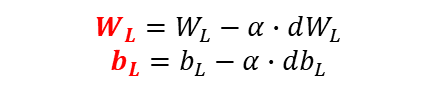 W_L = W_L − α · dW_L
b_L = b_L − α · db_L